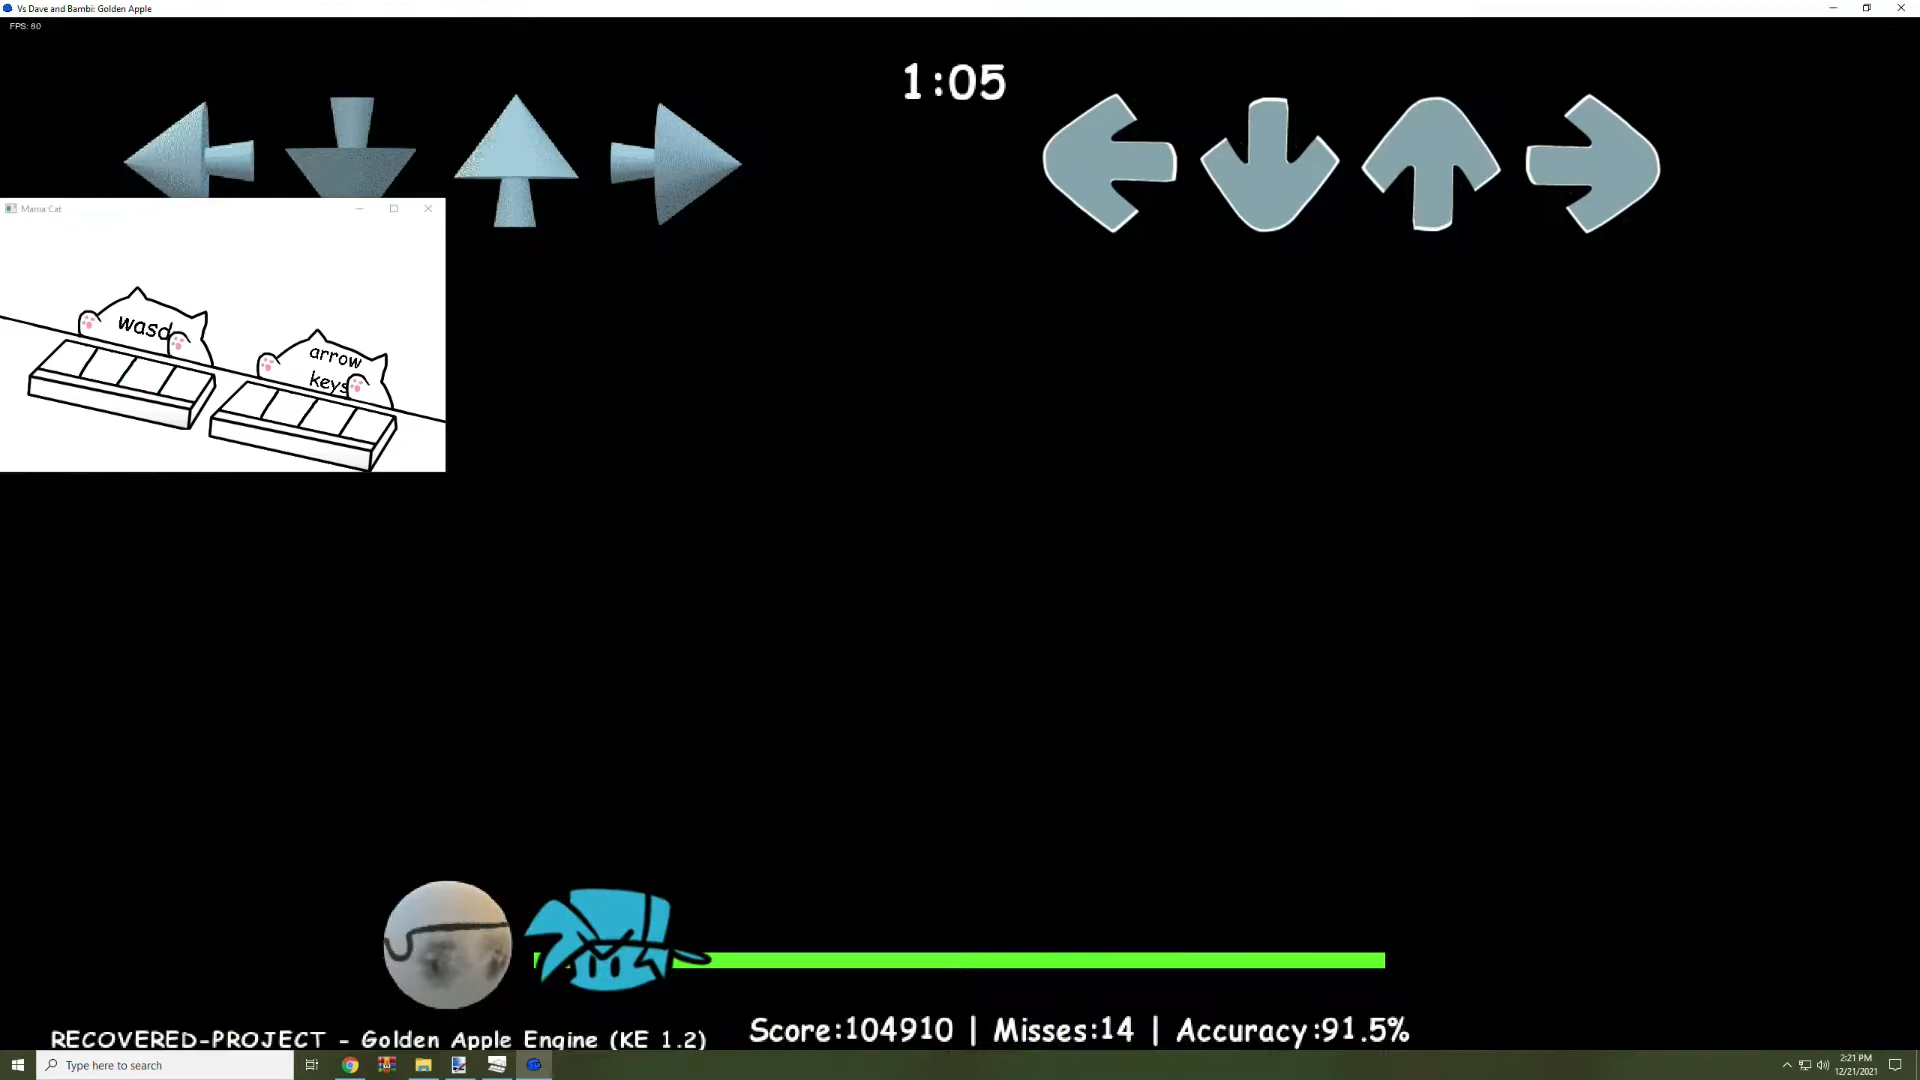 Vs Dave and Bambi: Golden Apple
FPS: 60
1:05
Mania Cat
wasd
arrow
keys
RECOVERED-PROJECT - Golden Apple Engine (KE 1.2)
Score:104910 | Misses:14 | Accuracy:91.5%
Type here to search
2:21 PM
12/21/2021